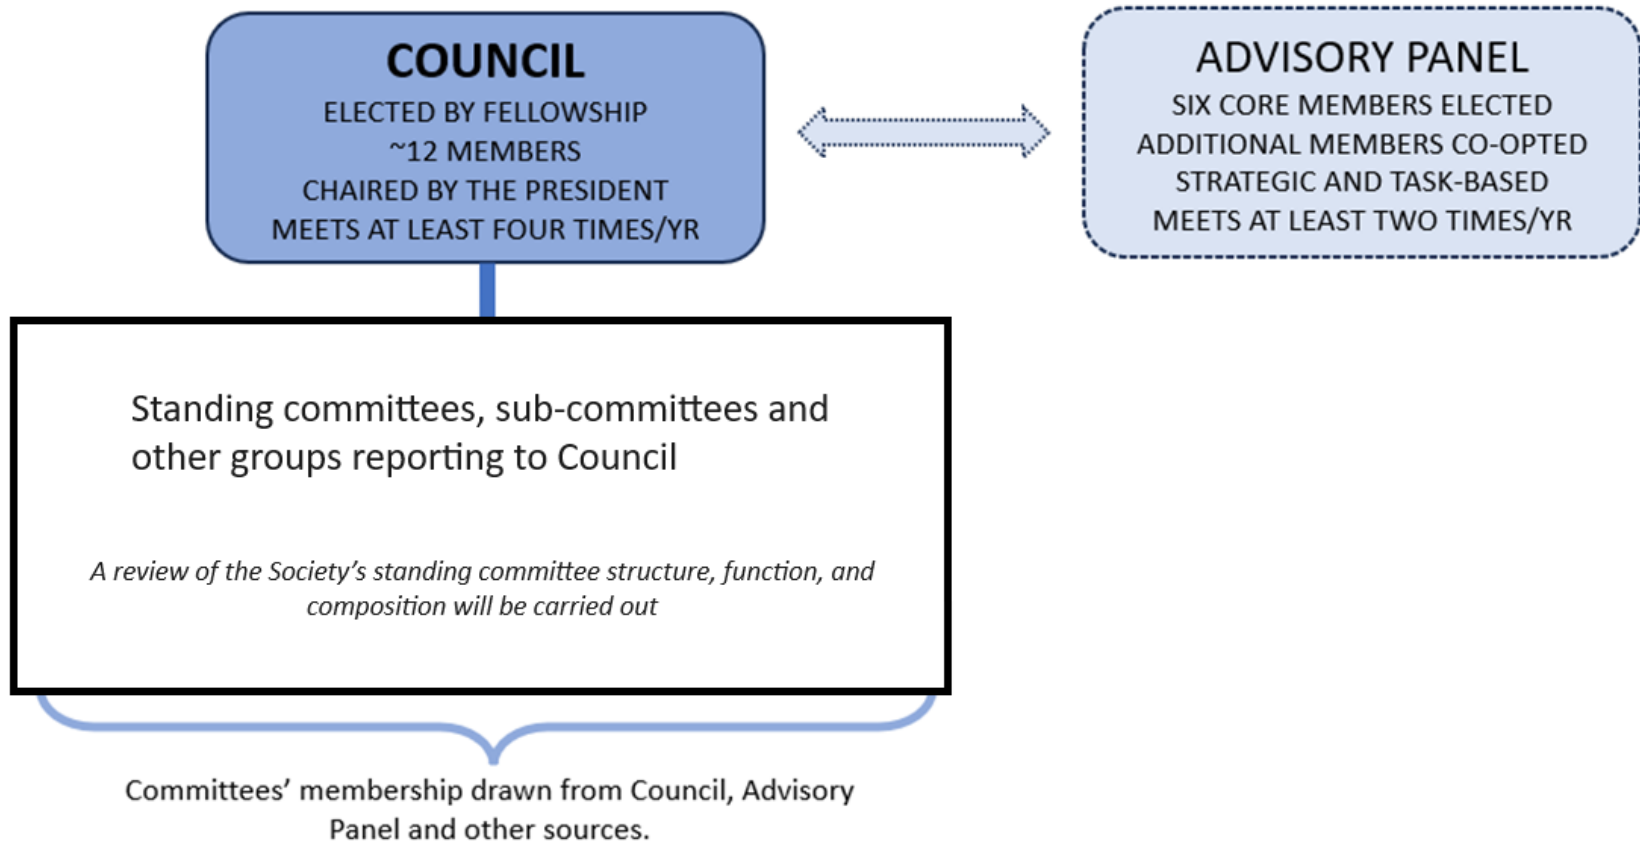 COUNCIL
ELECTED BY FELLOWSHIP
~12 MEMBERS
CHAIRED BY THE PRESIDENT
MEETS AT LEAST FOUR TIMES/YR
ADVISORY PANEL
SIX CORE MEMBERS ELECTED
ADDITIONAL MEMBERS CO-OPTED
STRATEGIC AND TASK-BASED
MEETS AT LEAST TWO TIMES/YR
Standing committees, sub-committees and
other groups reporting to Council
A review of the Society’s standing committee structure, function, and
composition will be carried out
Committees’ membership drawn from Council, Advisory
Panel and other sources.